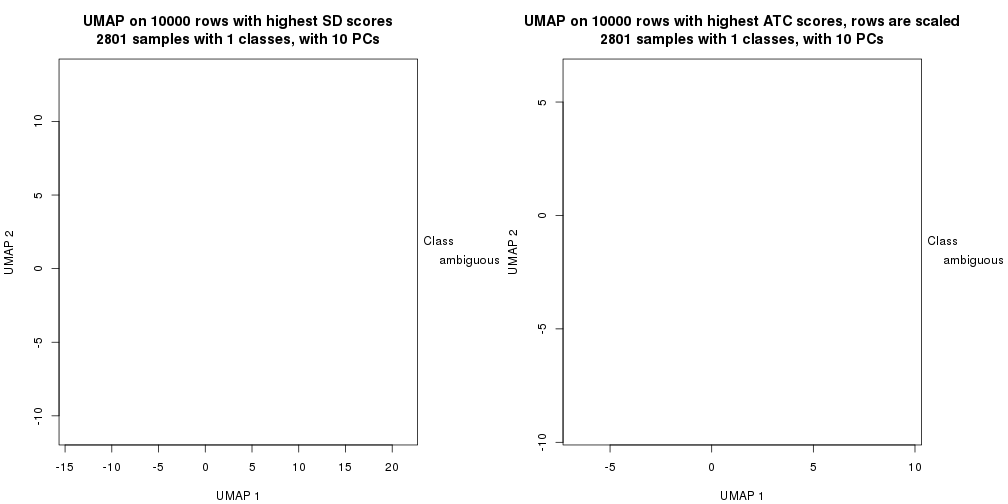 UMAP on 10000 rows with highest SD scores
2801 samples with 1 classes, with 10 PCs
10
5
0
-5
-10
UMAP 2
-15 -10 -5 0 5 10 15 20
UMAP 1
Class
ambiguous
UMAP on 10000 rows with highest ATC scores, rows are scaled
2801 samples with 1 classes, with 10 PCs
5
0
-5
-10
UMAP 2
-5 0 5 10
UMAP 1
Class
ambiguous